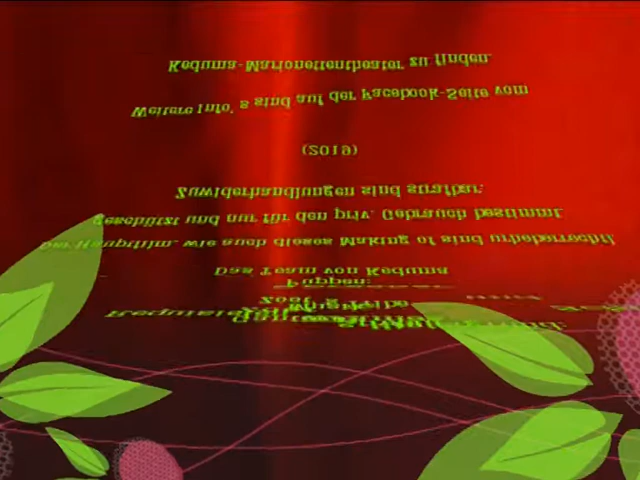 Puppen:
Das Team von Keduma
Der Hauptfilm, wie auch dieses Making of sind urheberrechtl.
geschützt und nur für den priv. Gebrauch bestimmt.
Zuwiderhandlungen sind strafbar.
(2019)
Weitere Info's sind auf der Facebook-Seite vom
Keduma-Marionettentheater zu finden.